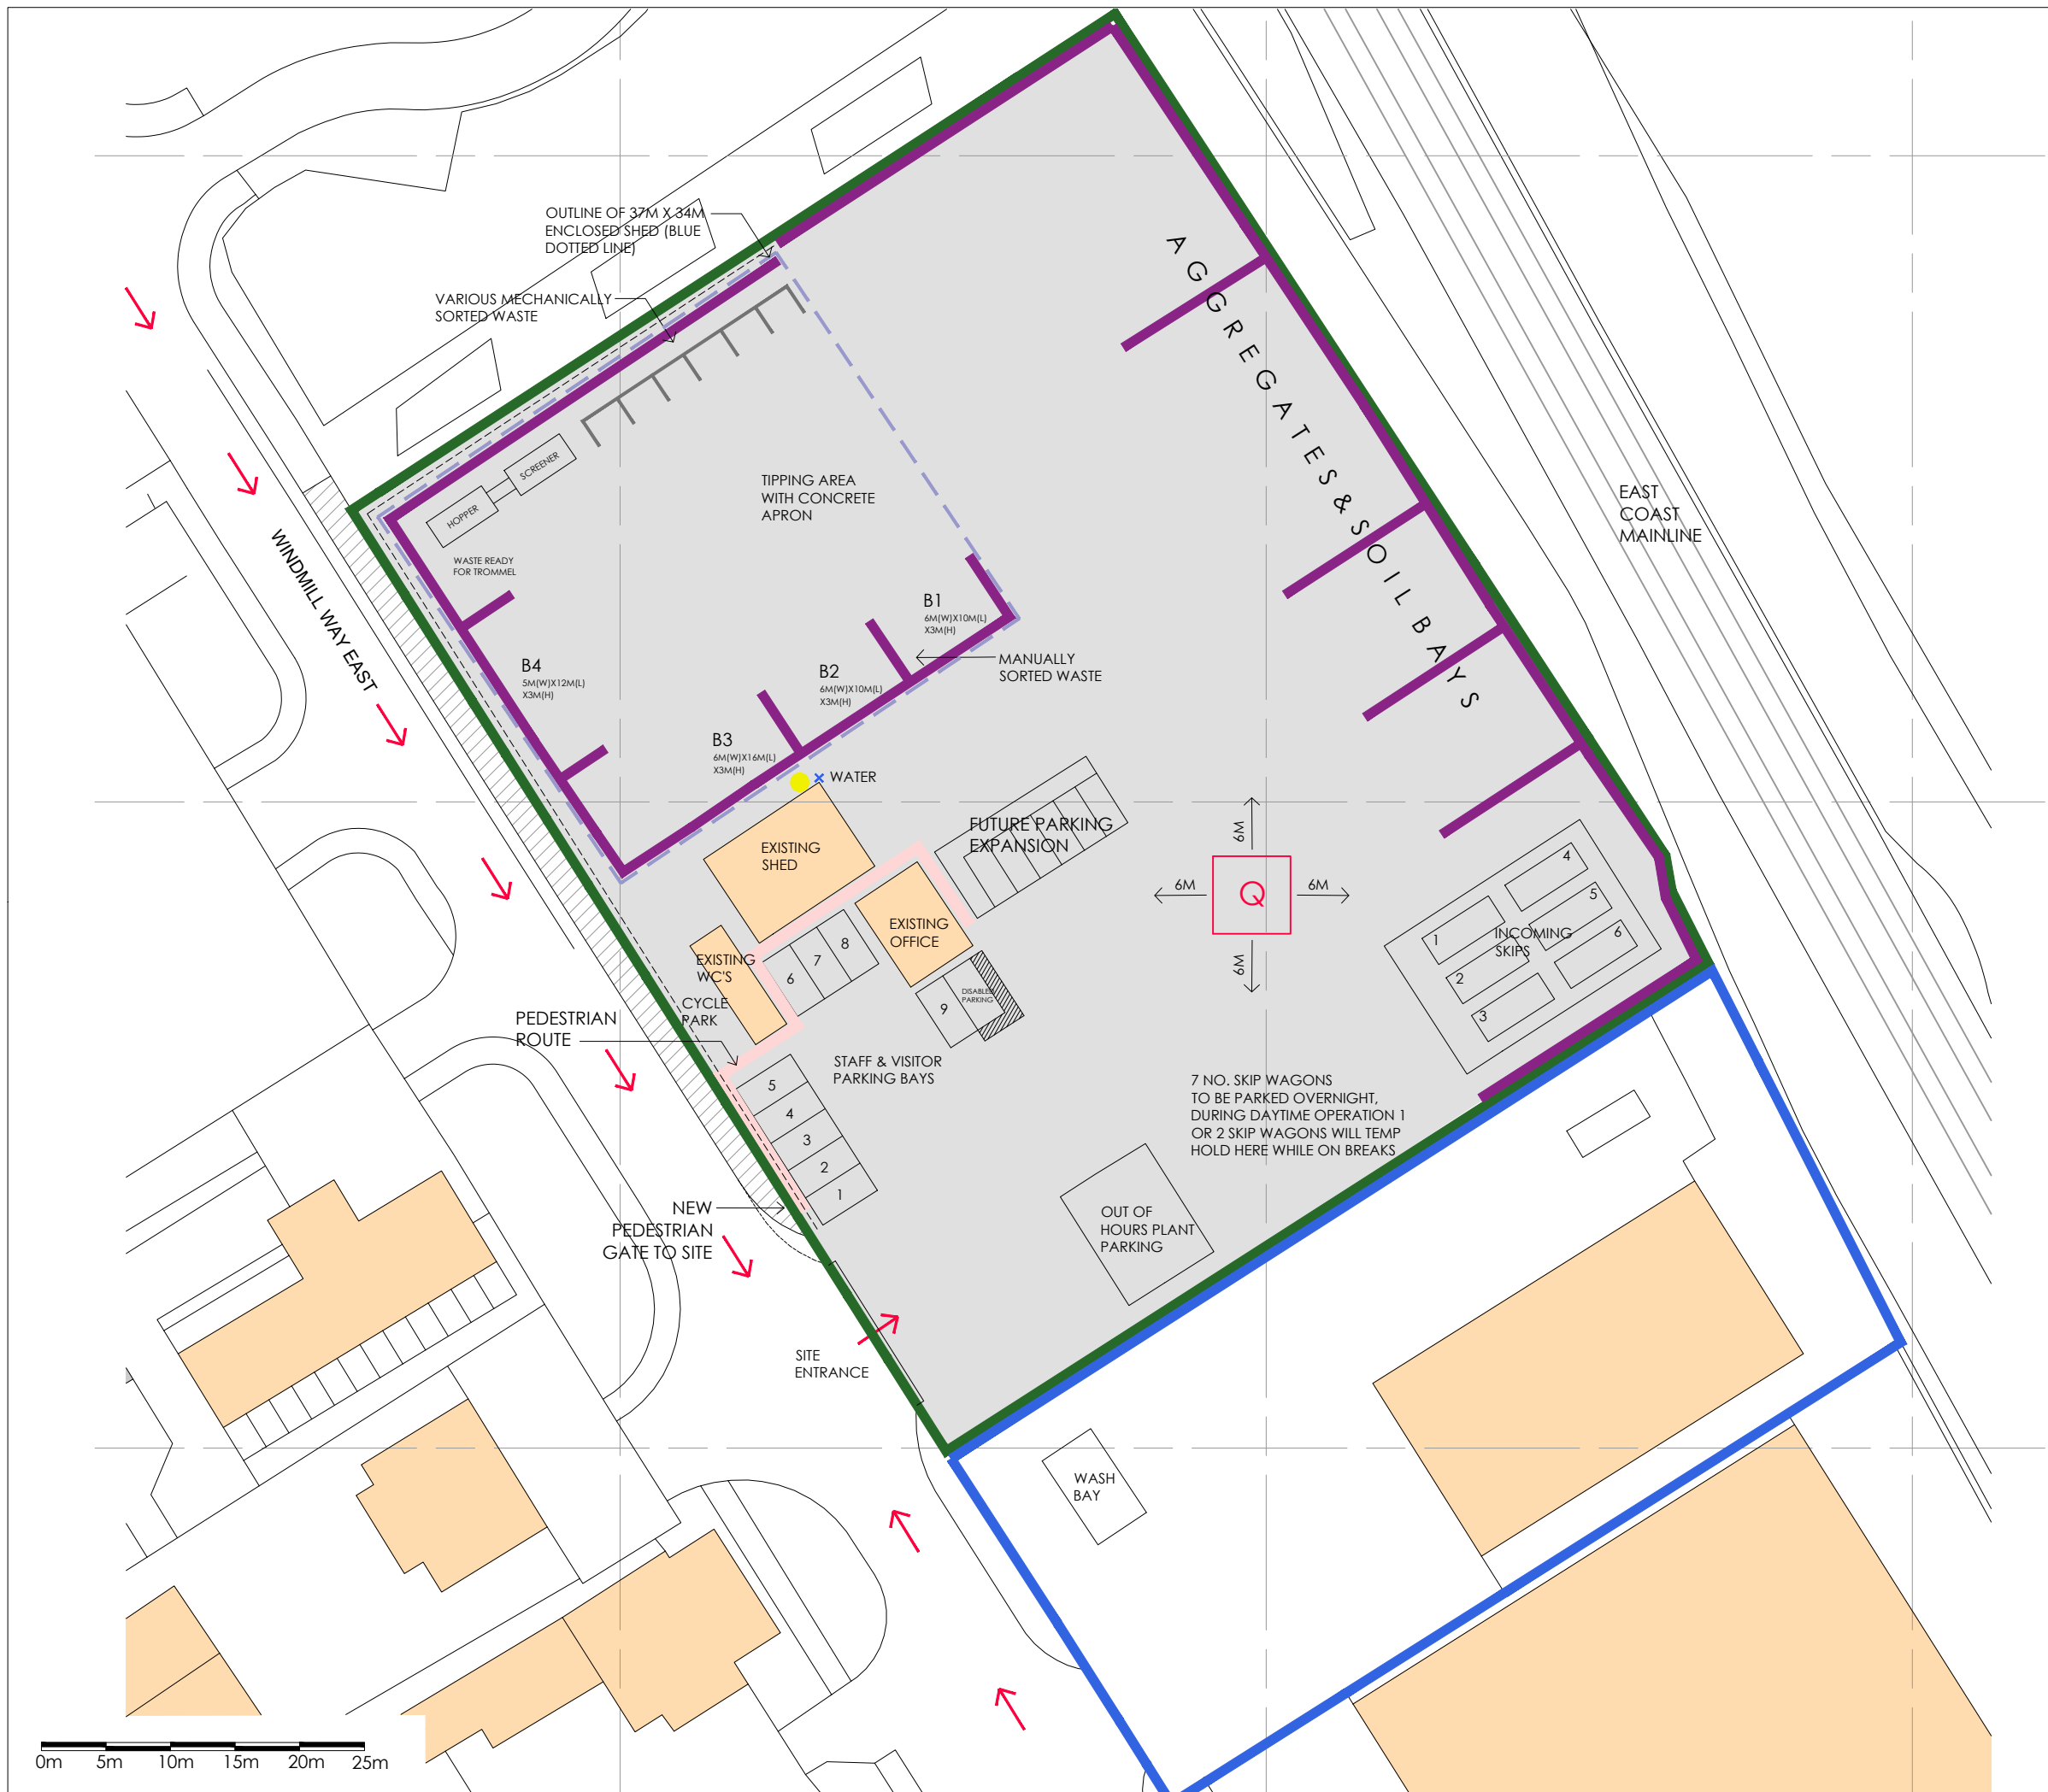 OUTLINE OF 37M X 34M
ENCLOSED SHED (BLUE
DOTTED LINE)
VARIOUS MECHANICALLY
SORTED WASTE
AGGREGATES & SOIL BAYS
EAST
COAST
MAINLINE
SCREENER
HOPPER
TIPPING AREA
WITH CONCRETE
APRON
WASTE READY
FOR TROMMEL
WINDMILL WAY EAST
B1
6M(W)X10M(L)
X3M(H)
MANUALLY
SORTED WASTE
B2
6M(W)X10M(L)
X3M(H)
B4
5M(W)X12M(L)
X3M(H)
B3
6M(W)X16M(L)
X3M(H)
WATER
EXISTING
SHED
FUTURE PARKING
EXPANSION
6M
6M
Q
6M
6M
EXISTING
OFFICE
EXISTING
WC'S
6
7
8
9
DISABLED
PARKING
CYCLE
PARK
4
5
6
1
2
3
INCOMING
SKIPS
PEDESTRIAN
ROUTE
STAFF & VISITOR
PARKING BAYS
5
4
3
2
1
7 NO. SKIP WAGONS
TO BE PARKED OVERNIGHT,
DURING DAYTIME OPERATION 1
OR 2 SKIP WAGONS WILL TEMP
HOLD HERE WHILE ON BREAKS
NEW
PEDESTRIAN
GATE TO SITE
OUT OF
HOURS PLANT
PARKING
SITE
ENTRANCE
WASH
BAY
0m 5m 10m 15m 20m 25m